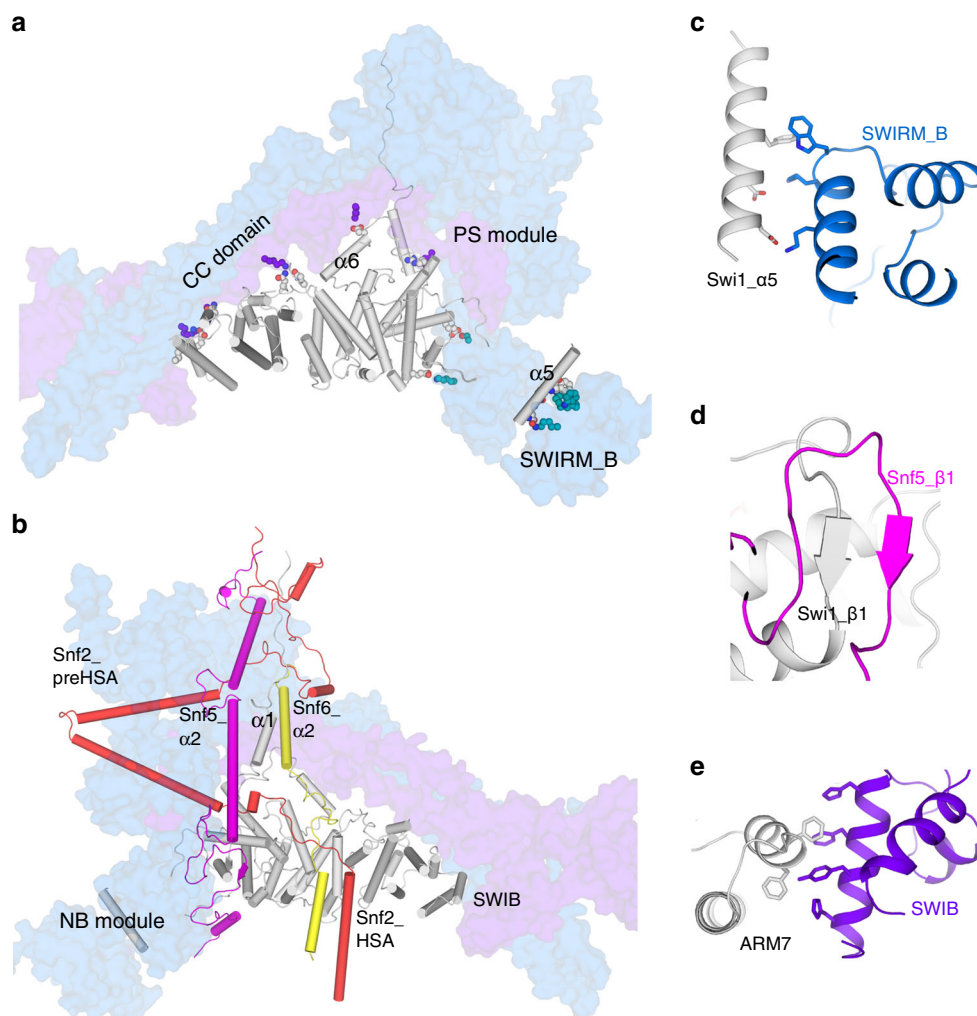 a
CC domain
α6
PS module
α5
SWIRM_B
b
Snf2_
preHSA
Snf5_
α2
α1
Snf6_
α2
NB module
Snf2_
HSA
SWIB
c
SWIRM_B
Swi1_α5
d
Snf5_β1
Swi1_β1
e
ARM7
SWIB